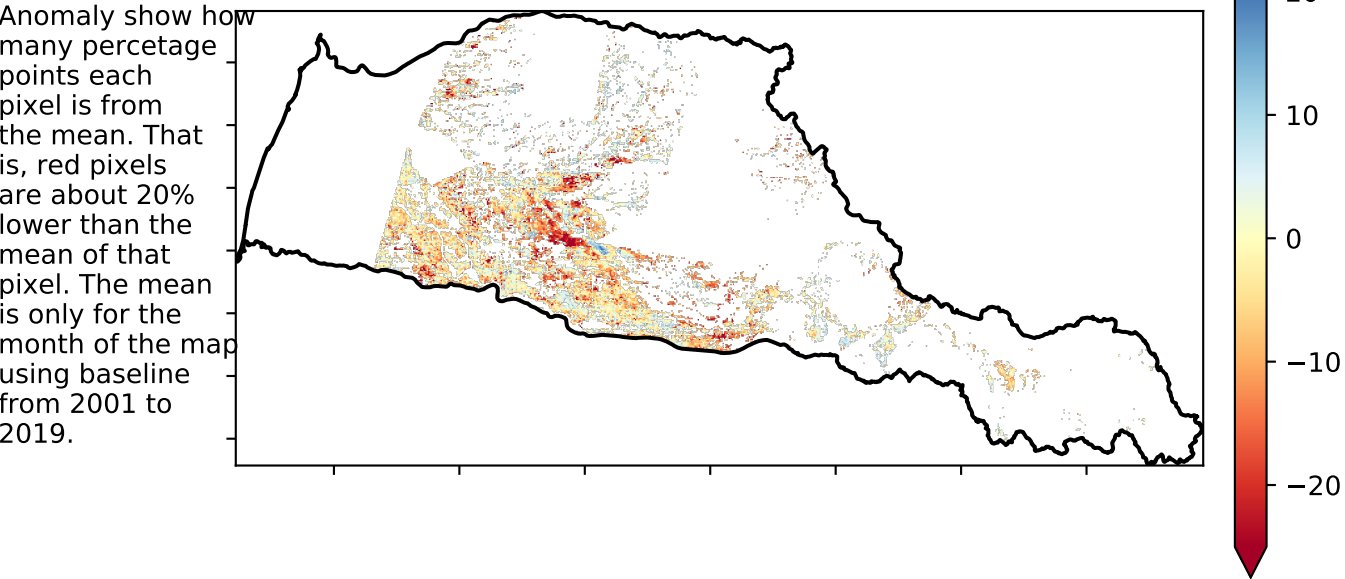 Anomaly show how
many percetage
points each
pixel is from
the mean. That
is, red pixels
are about 20%
lower than the
mean of that
pixel. The mean
is only for the
month of the map
using baseline
from 2001 to
2019.
10
0
−10
−20